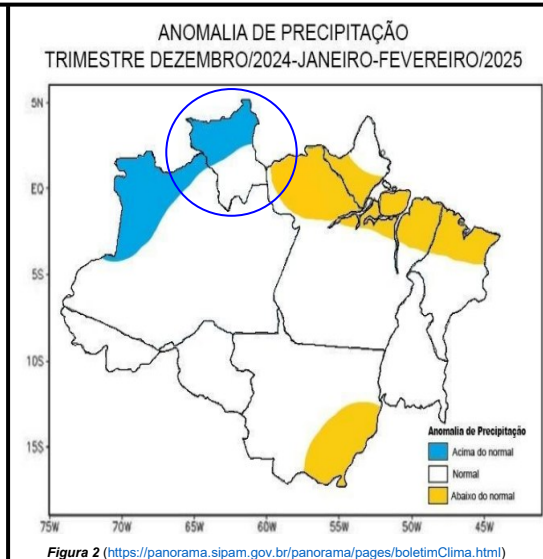 ANOMALIA DE PRECIPITAÇÃO
TRIMESTRE DEZEMBRO/2024-JANEIRO-FEVEREIRO/2025
5N
EQ
5S
10S
15S
Anomalia de Precipitação
Acima do normal
Normal
Abaixo do normal
75W 70W 65W 60W 55W 50W 45W
Figura 2 (https://panorama.sipam.gov.br/panorama/pages/boletimClima.html)